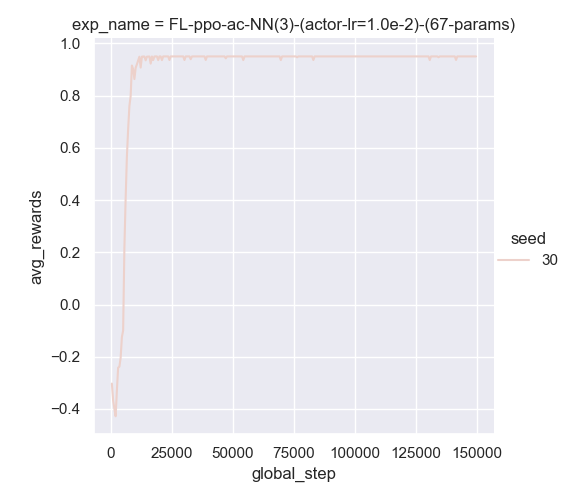 exp_name = FL-ppo-ac-NN(3)-(actor-lr=1.0e-2)-(67-params)
1.0
0.8
0.6
0.4
0.2
0.0
−0.2
−0.4
avg_rewards
0 25000 50000 75000 100000 125000 150000
global_step
seed
30